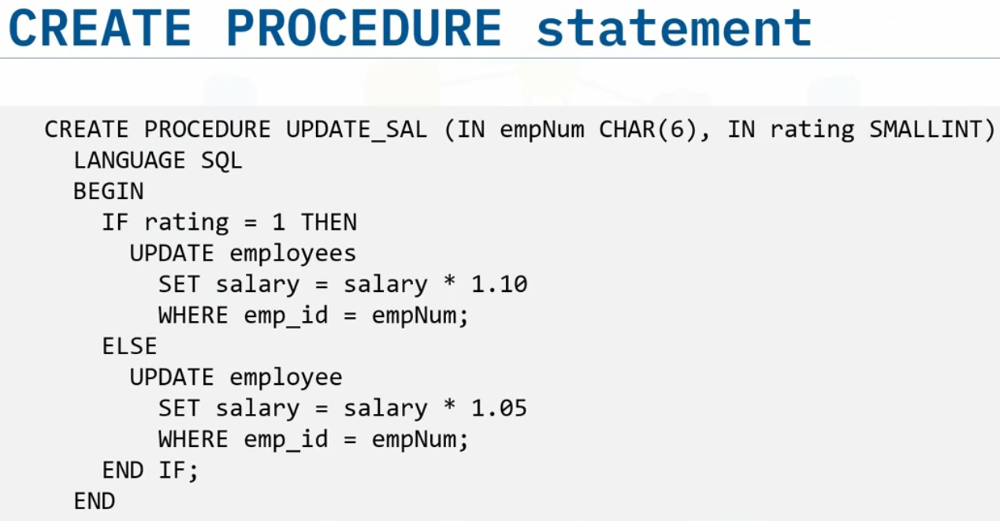 CREATE PROCEDURE statement
CREATE PROCEDURE UPDATE_SAL (IN empNum CHAR(6), IN rating SMALLINT)
LANGUAGE SQL
BEGIN
IF rating = 1 THEN
UPDATE employees
SET salary = salary * 1.10
WHERE emp_id = empNum;
ELSE
UPDATE employee
SET salary = salary * 1.05
WHERE emp_id = empNum;
END IF;
END